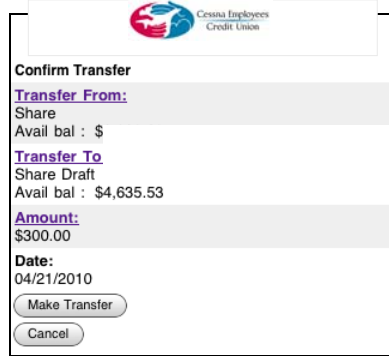 Cessna Employees
Credit Union
Confirm Transfer
Transfer From:
Share
Avail bal : $
Transfer To
Share Draft
Avail bal : $4,635.53
Amount:
$300.00
Date:
04/21/2010
Make Transfer
Cancel